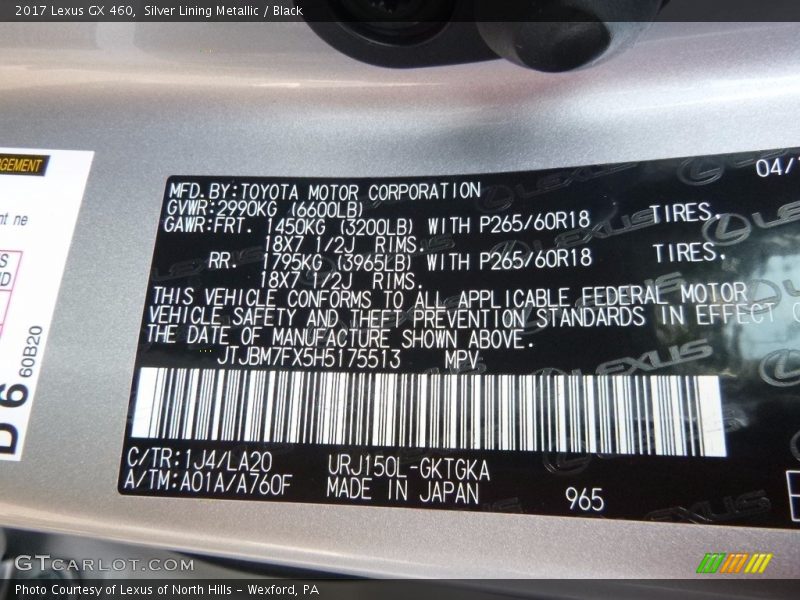 2017 Lexus GX 460, Silver Lining Metallic / Black
04/
MFD.BY:TOYOTA MOTOR CORPORATION
GVWR:2990KG (6600LB)
GAWR:FRT. 1450KG (3200LB) WITH P265/60R18 TIRES.
18X7 1/2J RIMS.
RR. 1795KG (3965LB) WITH P265/60R18 TIRES.
18X7 1/2J RIMS.
THIS VEHICLE CONFORMS TO ALL APPLICABLE FEDERAL MOTOR
VEHICLE SAFETY AND THEFT PREVENTION STANDARDS IN EFFECT
THE DATE OF MANUFACTURE SHOWN ABOVE.
JTJBM7FX5H5175513 MPV
C/TR:1J4/LA20 URJ150L-GKTGKA
A/TM:A01A/A760F MADE IN JAPAN 965
LEXUS
60B20
GTCarLot.com
Photo Courtesy of Lexus of North Hills - Wexford, PA